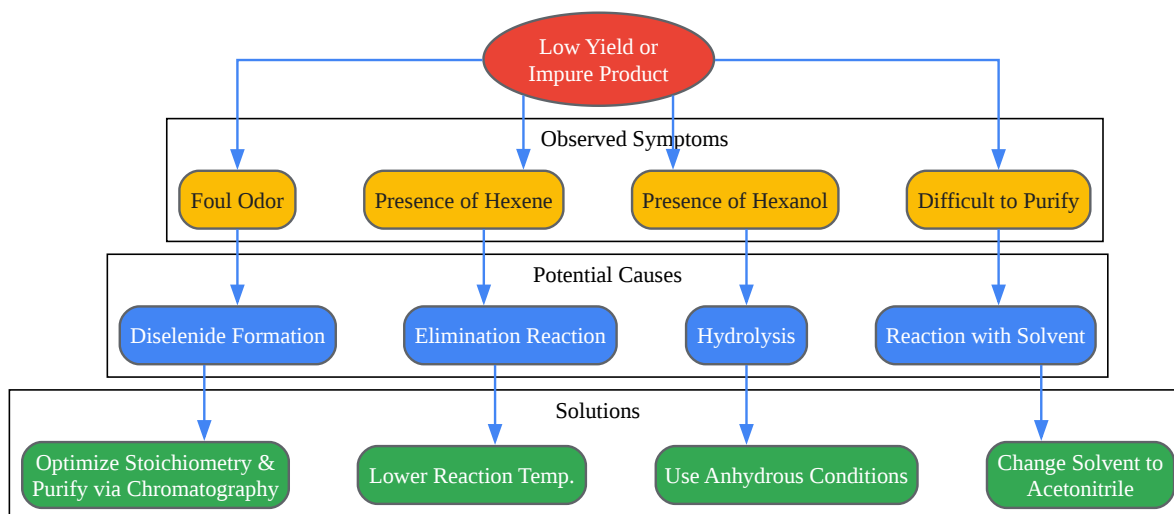 Low Yield or
Impure Product
Observed Symptoms
Foul Odor
Presence of Hexene
Presence of Hexanol
Difficult to Purify
Potential Causes
Diselenide Formation
Elimination Reaction
Hydrolysis
Reaction with Solvent
Solutions
Optimize Stoichiometry &
Purify via Chromatography
Lower Reaction Temp.
Use Anhydrous Conditions
Change Solvent to
Acetonitrile